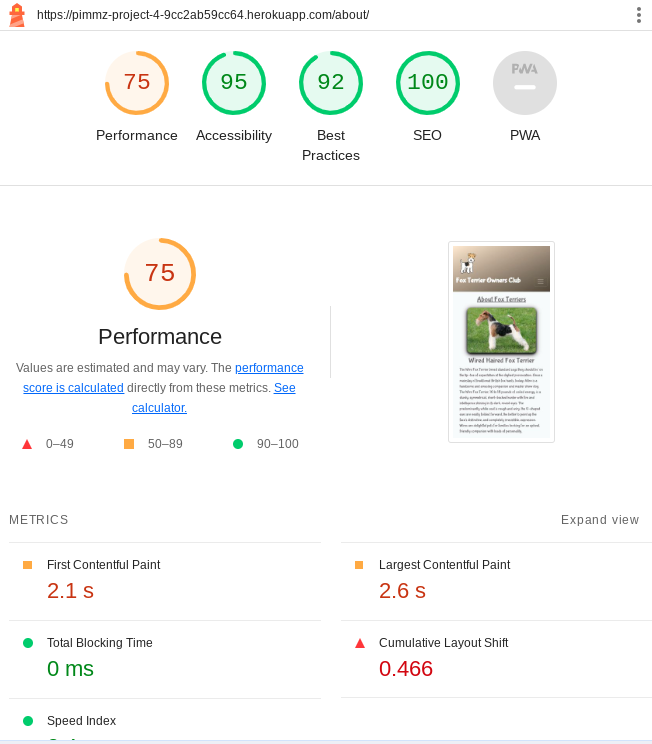 https://pimmz-project-4-9cc2ab59cc64.herokuapp.com/about/
75
95
92
100
PWA
Performance
Accessibility
Best
Practices
SEO
PWA
75
Performance
Values are estimated and may vary. The performance
score is calculated directly from these metrics. See
calculator.
0–49
50–89
90–100
Fox Terrier Owners Club
About Fox Terriers
Wired Haired Fox Terrier
METRICS
Expand view
First Contentful Paint
2.1 s
Largest Contentful Paint
2.6 s
Total Blocking Time
0 ms
Cumulative Layout Shift
0.466
Speed Index